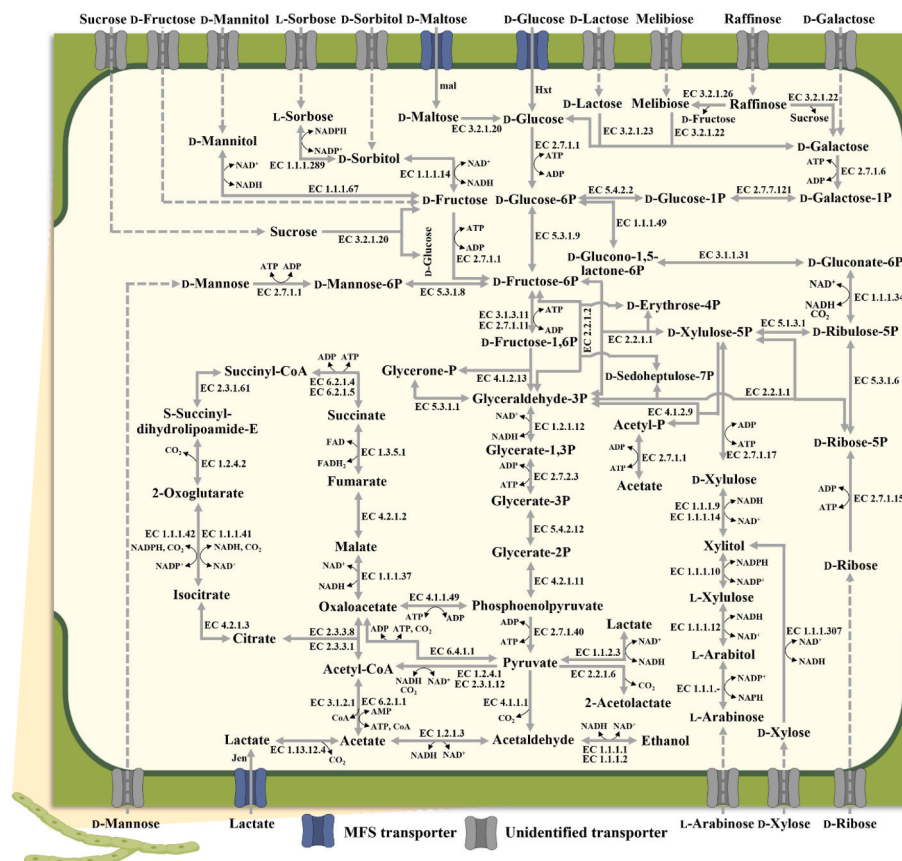 Sucrose D-Fructose D-Mannitol L-Sorbose D-Sorbitol D-Maltose D-Glucose D-Lactose Melibiose Raffinose D-Galactose
mal
Hxt
L-Sorbose
D-Maltose
EC 3.2.1.20
D-Glucose
D-Lactose
Melibiose
EC 3.2.1.26
D-Fructose
Raffinose
EC 3.2.1.22
Sucrose
D-Mannitol
NADPH
NADP⁺
EC 1.1.1.289
D-Sorbitol
EC 3.2.1.23
EC 3.2.1.22
D-Galactose
NAD⁺
NADH
EC 1.1.1.67
EC 1.1.1.14
NAD⁺
NADH
EC 2.7.1.1
ATP
ADP
ATP
ADP
EC 2.7.1.6
D-Fructose
D-Glucose-6P
EC 5.4.2.2
D-Glucose-1P
EC 2.7.7.121
D-Galactose-1P
Sucrose
EC 3.2.1.20
D-Glucose
ATP
ADP
EC 2.7.1.1
EC 5.3.1.9
EC 1.1.1.49
D-Glucono-1,5-
lactone-6P
EC 3.1.1.31
D-Gluconate-6P
D-Mannose
ATP ADP
EC 2.7.1.1
D-Mannose-6P
EC 5.3.1.8
D-Fructose-6P
NAD⁺
NADH
CO₂
EC 1.1.1.34
EC 3.1.3.11
EC 2.7.1.11
ATP
ADP
EC 2.2.1.2
D-Erythrose-4P
EC 2.2.1.1
D-Xylulose-5P
EC 5.1.3.1
D-Ribulose-5P
D-Fructose-1,6P
Succinyl-CoA
ADP ATP
EC 6.2.1.4
EC 6.2.1.5
Glycerone-P
EC 4.1.2.13
D-Sedoheptulose-7P
EC 5.3.1.6
EC 2.3.1.61
Succinate
EC 5.3.1.1
Glyceraldehyde-3P
EC 4.1.2.9
EC 2.2.1.1
S-Succinyl-
dihydrolipoamide-E
NAD⁺
NADH
EC 1.2.1.12
Acetyl-P
ADP
ATP
EC 2.7.1.17
D-Ribose-5P
CO₂
EC 1.2.4.2
FAD
FADH₂
EC 1.3.5.1
Glycerate-1,3P
ADP
ATP
EC 2.7.1.1
ADP
ATP
EC 2.7.2.3
Acetate
2-Oxoglutarate
Fumarate
Glycerate-3P
D-Xylulose
ADP
ATP
EC 2.7.1.15
EC 4.2.1.2
EC 5.4.2.12
EC 1.1.1.9
EC 1.1.1.14
NADH
NAD⁺
EC 1.1.1.42 EC 1.1.1.41
NADPH, CO₂ NADH, CO₂
NADP⁺ NAD⁺
Malate
Glycerate-2P
Xylitol
NAD⁺
NADH
EC 1.1.1.37
EC 4.2.1.11
EC 1.1.1.10
NADPH
NADP⁺
D-Ribose
Isocitrate
Oxaloacetate
EC 4.1.1.49
ATP ADP
Phosphoenolpyruvate
L-Xylulose
EC 4.2.1.3
Citrate
EC 2.3.3.8
EC 2.3.3.1
ADP ATP, CO₂
EC 6.4.1.1
ADP
ATP
EC 2.7.1.40
Lactate
EC 1.1.1.12
NADH
NAD⁺
EC 1.1.1.307
NAD⁺
NADH
EC 1.1.2.3
NAD⁺
NADH
L-Arabitol
Acetyl-CoA
NADH
CO₂
NAD⁺
EC 1.2.4.1
EC 2.3.1.12
Pyruvate
EC 2.2.1.6
CO₂
2-Acetolactate
EC 1.1.1.-
NADP⁺
NAPH
EC 3.1.2.1
CoA
EC 6.2.1.1
AMP
ATP, CoA
EC 4.1.1.1
CO₂
L-Arabinose
D-Xylose
Lactate
EC 1.13.12.4
CO₂
Acetate
EC 1.2.1.3
NADH NAD⁺
Acetaldehyde
NADH NAD⁺
EC 1.1.1.1
EC 1.1.1.2
Ethanol
Jen
D-Mannose Lactate L-Arabinose D-Xylose D-Ribose
MFS transporter Unidentified transporter